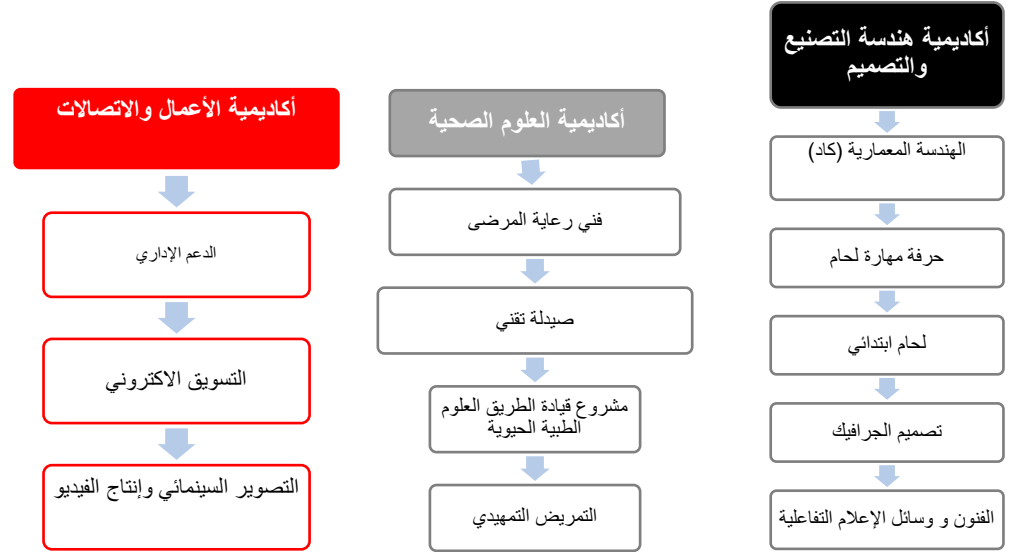 أكاديمية هندسة التصنيع
والتصميم
الهندسة المعمارية (كاد)
حرفة مهارة لحام
لحام ابتدائي
تصميم الجرافيك
الفنون و وسائل الإعلام التفاعلية
أكاديمية العلوم الصحية
فني رعاية المرضى
صيدلة تقني
مشروع قيادة الطريق العلوم
الطبية الحيوية
التمريض التمهيدي
أكاديمية الأعمال والاتصالات
الدعم الإداري
التسويق الاكتروني
التصوير السينمائي وإنتاج الفيديو